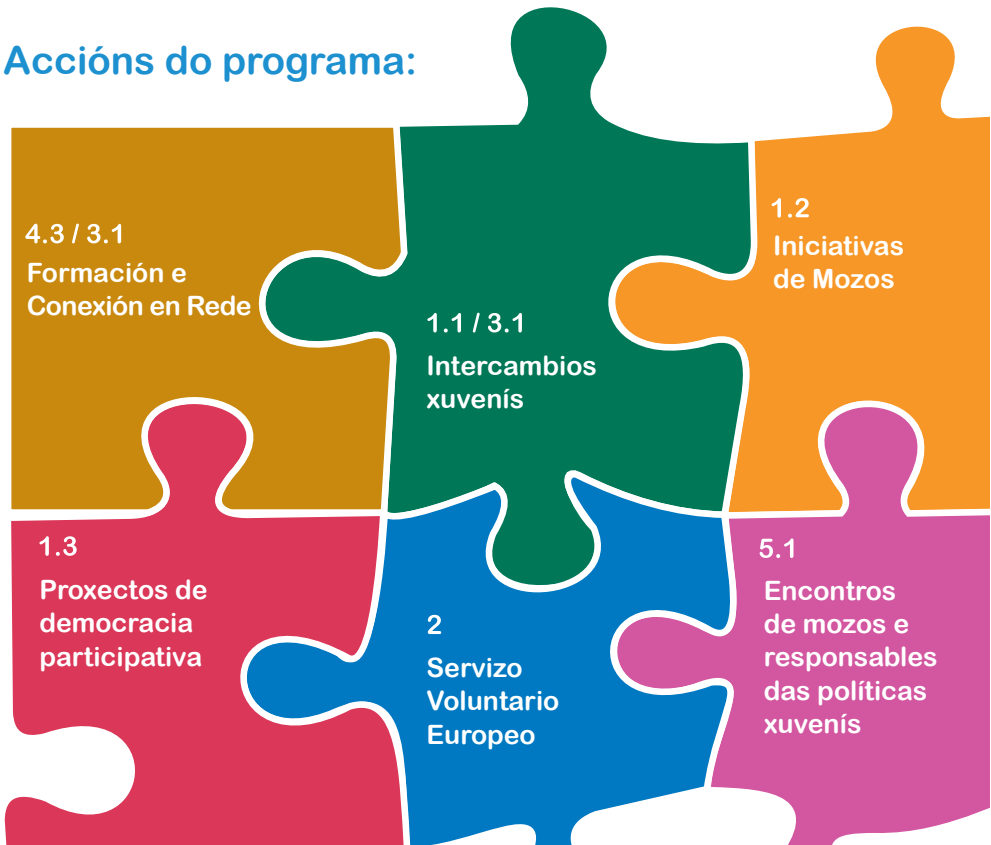 Accións do programa:
4.3 / 3.1
Formación e
Conexión en Rede
1.1 / 3.1
Intercambios
xuvenís
1.2
Iniciativas
de Mozos
1.3
Proxectos de
democracia
participativa
2
Servizo
Voluntario
Europeo
5.1
Encontros
de mozos e
responsables
das políticas
xuvenís